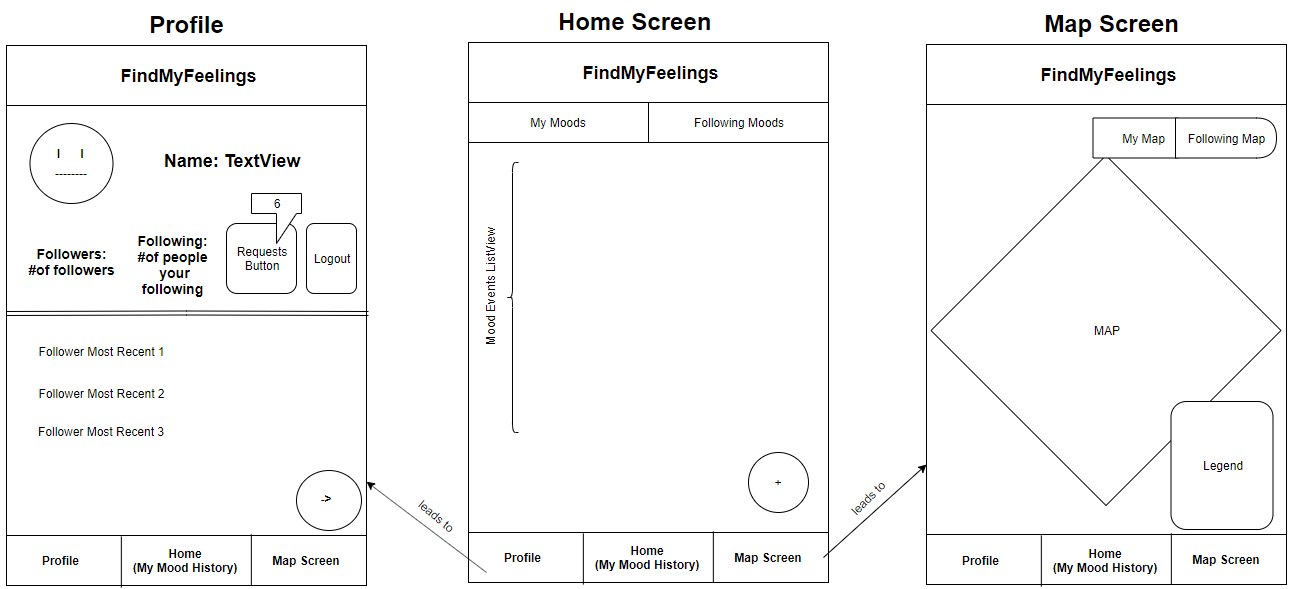 Profile
FindMyFeelings
I I
--------
Name: TextView
6
Followers:
#of followers
Following:
#of people
your
following
Requests
Button
Logout
Follower Most Recent 1
Follower Most Recent 2
Follower Most Recent 3
->
Profile
Home
(My Mood History)
Map Screen
leads to
Home Screen
FindMyFeelings
My Moods
Following Moods
Mood Events ListView
+
Profile
Home
(My Mood History)
Map Screen
leads to
Map Screen
FindMyFeelings
My Map
Following Map
MAP
Legend
Profile
Home
(My Mood History)
Map Screen